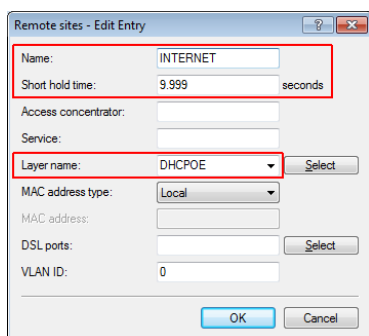 Remote sites - Edit Entry
Name: INTERNET
Short hold time: 9.999 seconds
Access concentrator:
Service:
Layer name: DHCPOE Select
MAC address type: Local
MAC address:
DSL ports: Select
VLAN ID: 0
OK Cancel